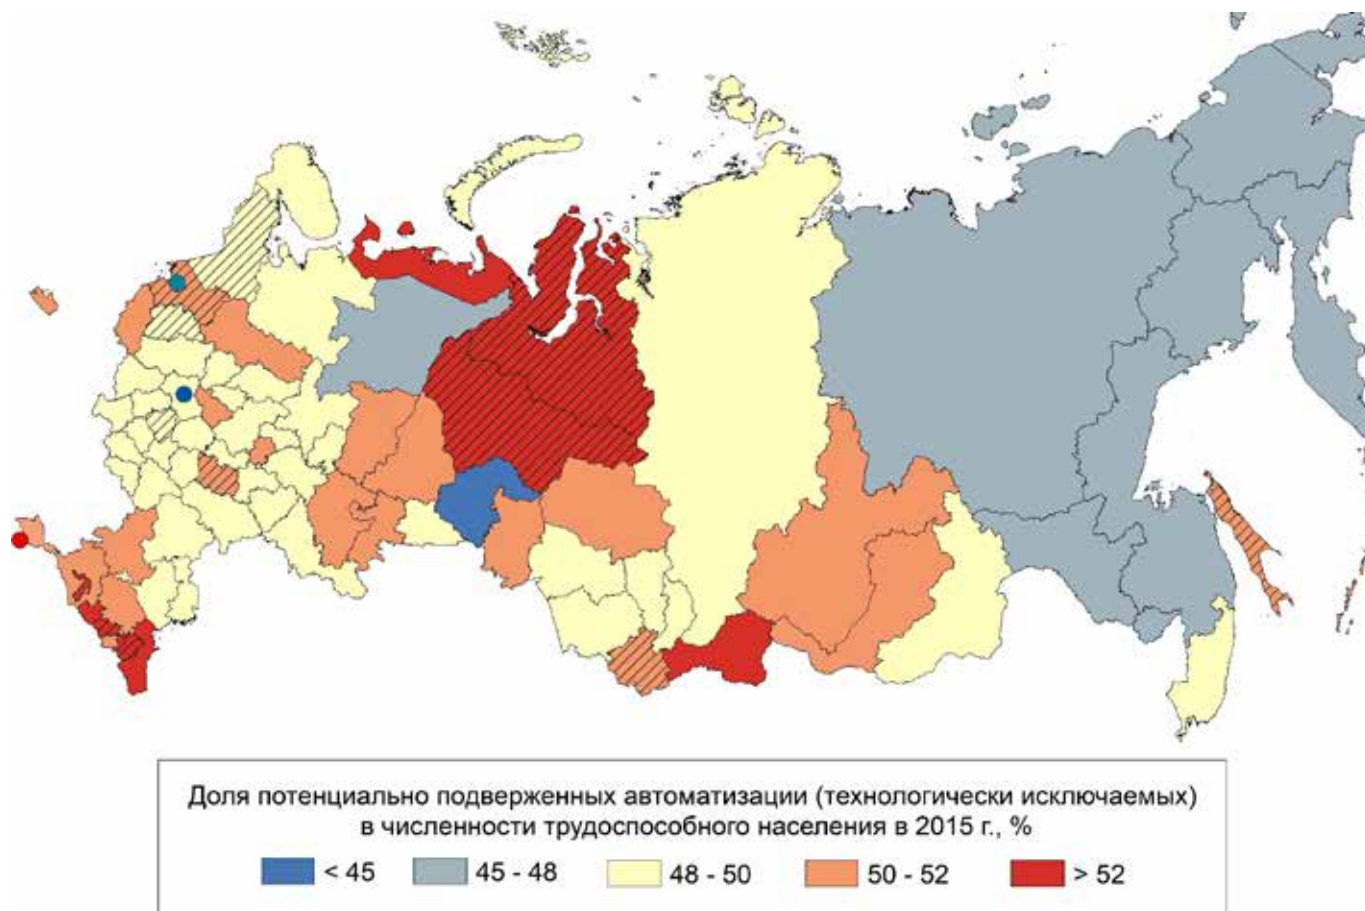 Доля потенциально подверженных автоматизации (технологически исключаемых)
в численности трудоспособного населения в 2015 г., %
< 45 45 - 48 48 - 50 50 - 52 > 52